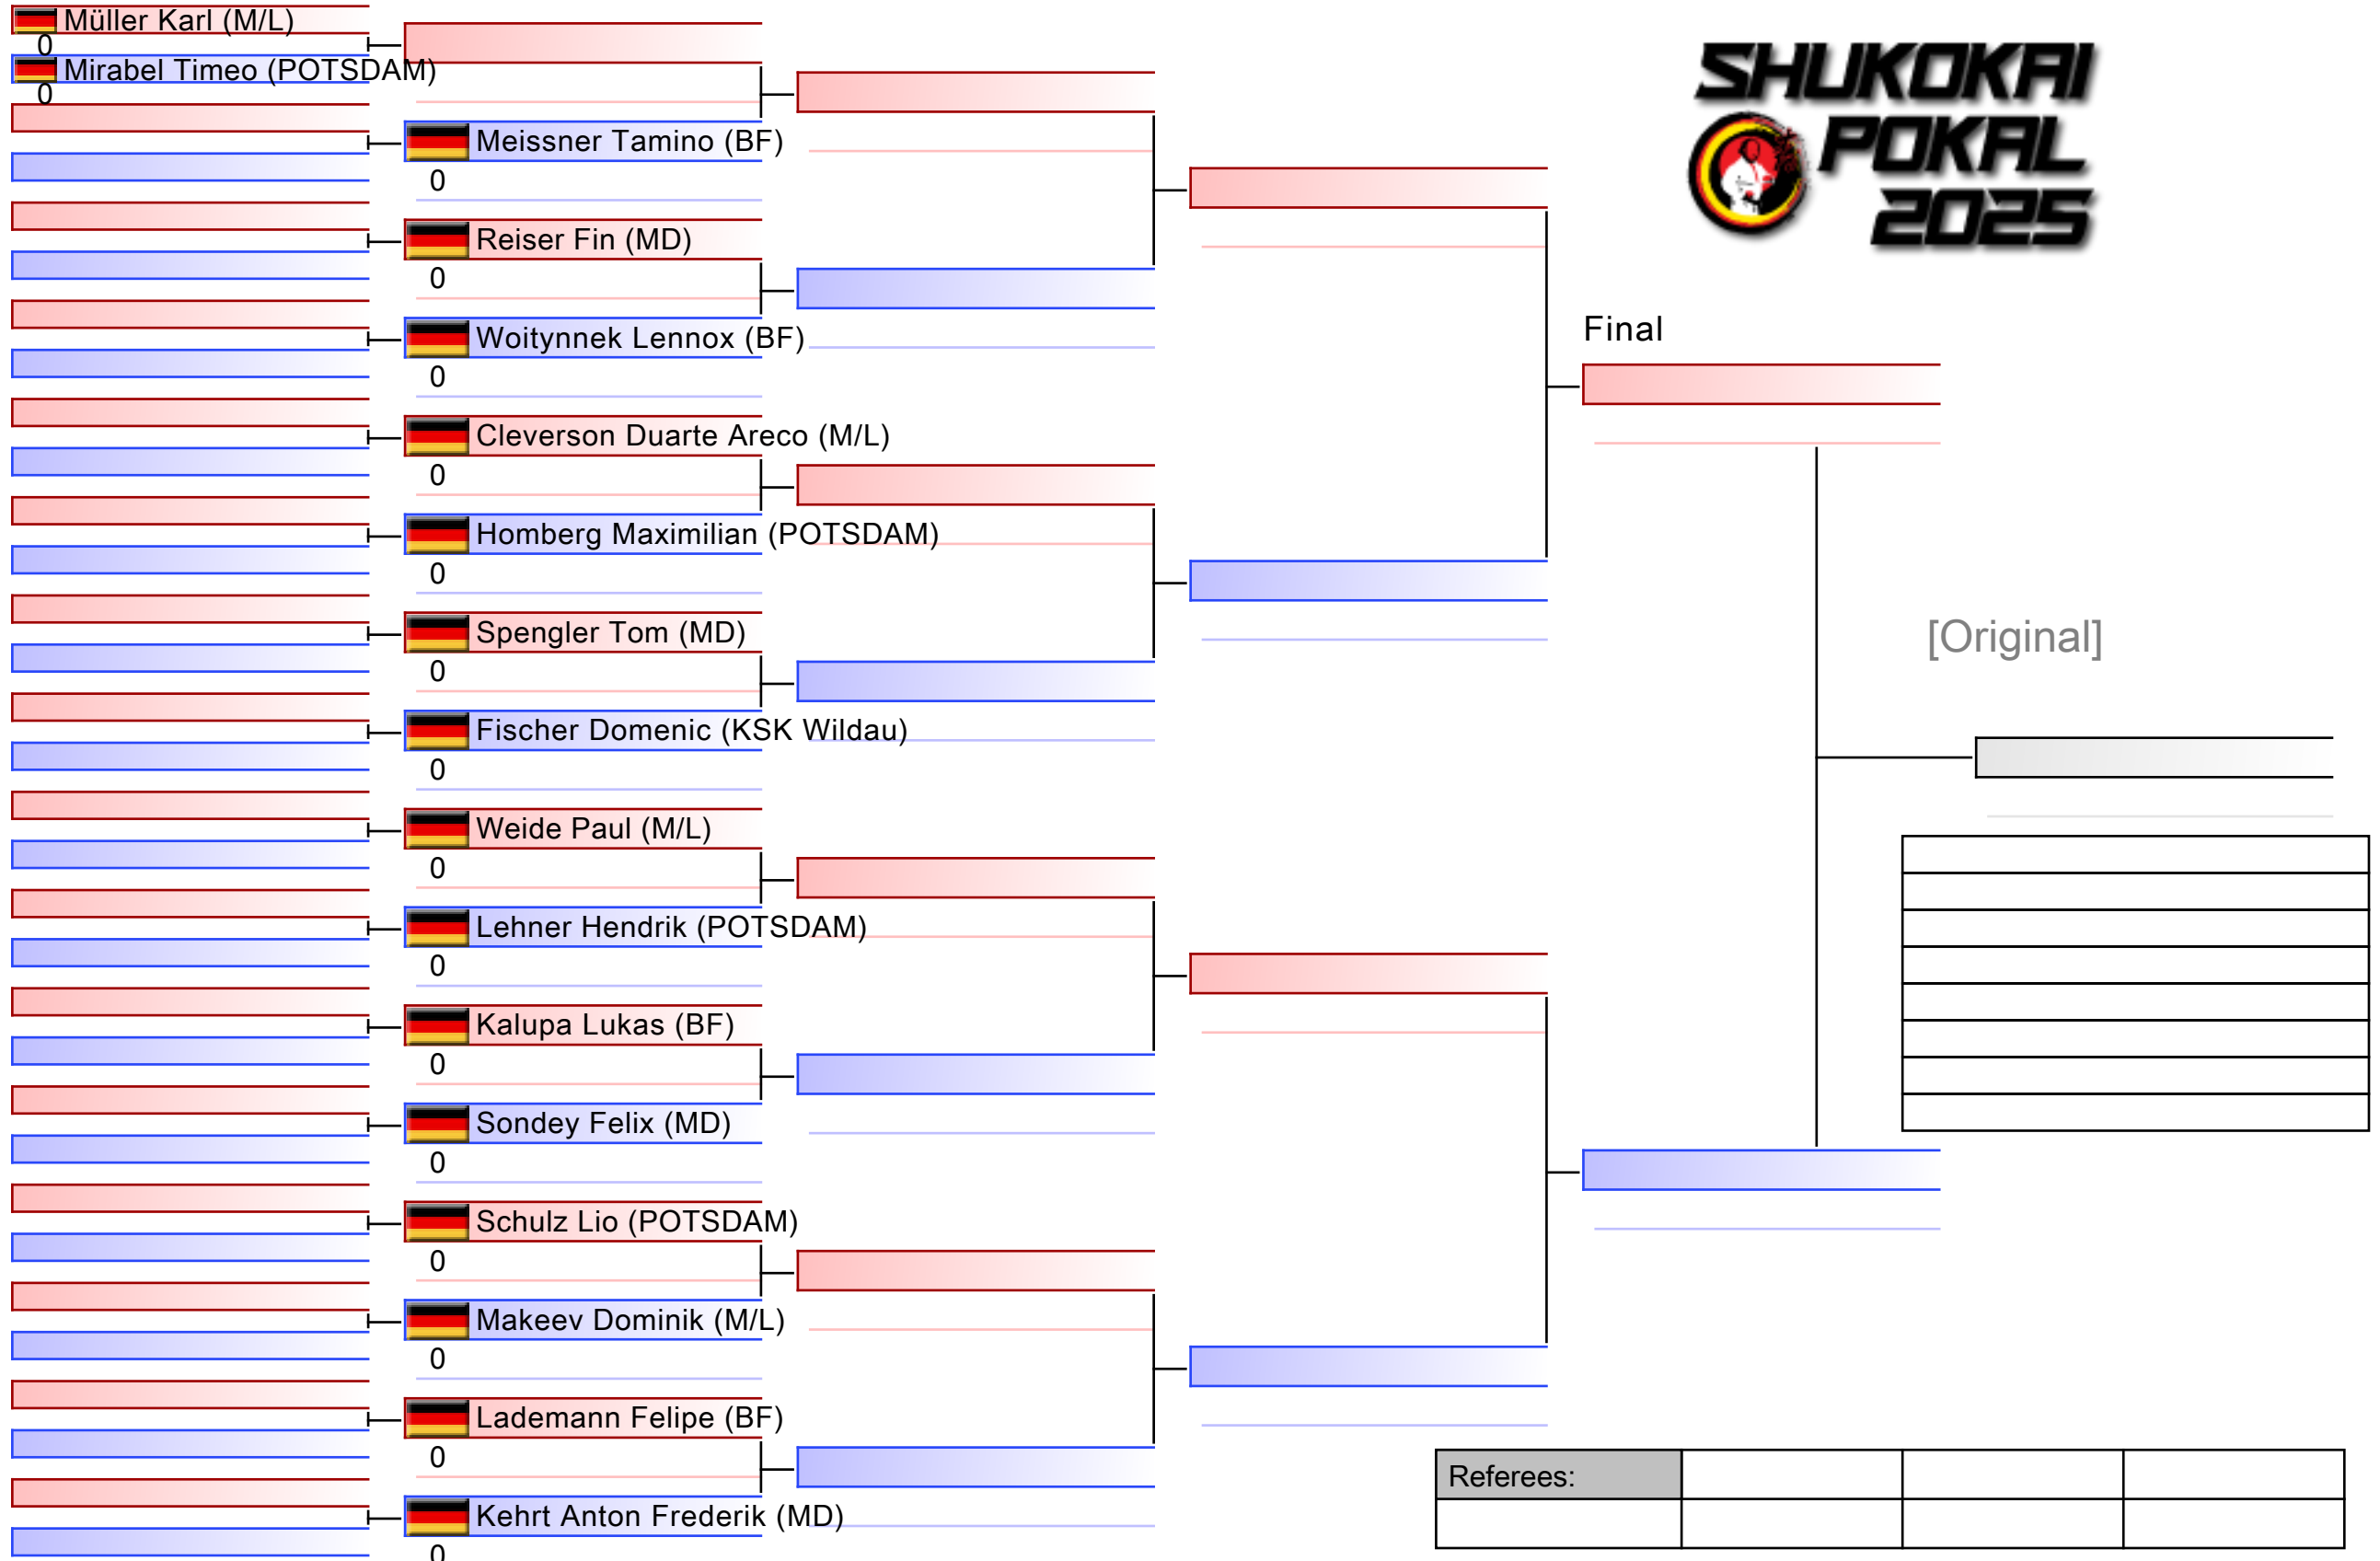 Müller Karl (M/L)
0
Mirabel Timeo (POTSDAM)
0
Meissner Tamino (BF)
0
Reiser Fin (MD)
0
Woitynnek Lennox (BF)
0
Cleverson Duarte Areco (M/L)
0
Homberg Maximilian (POTSDAM)
0
Spengler Tom (MD)
0
Fischer Domenic (KSK Wildau)
0
Weide Paul (M/L)
0
Lehner Hendrik (POTSDAM)
0
Kalupa Lukas (BF)
0
Sondey Felix (MD)
0
Schulz Lio (POTSDAM)
0
Makeev Dominik (M/L)
0
Lademann Felipe (BF)
0
Kehrt Anton Frederik (MD)
0
SHUKOKAI
POKAL
2025
Final
[Original]
Referees: